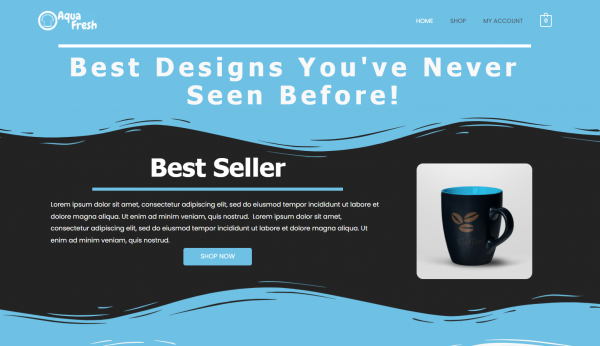 Aqua
Fresh
HOME SHOP MY ACCOUNT 0
Best Designs You've Never
Seen Before!
Best Seller
Lorem ipsum dolor sit amet, consectetur adipiscing elit, sed do eiusmod tempor incididunt ut labore et
dolore magna aliqua. Ut enim ad minim veniam, quis nostrud. Lorem ipsum dolor sit amet,
consectetur adipiscing elit, sed do eiusmod tempor incididunt ut labore et dolore magna aliqua. Ut
enim ad minim veniam, quis nostrud.
SHOP NOW